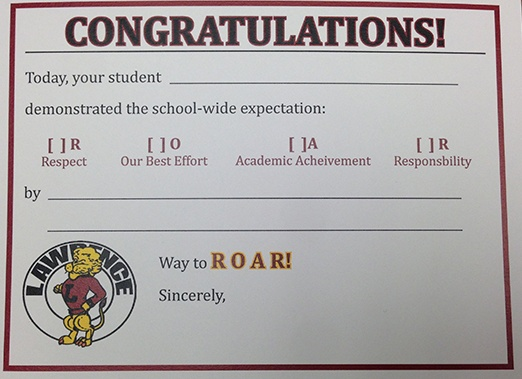 CONGRATULATIONS!
Today, your student
demonstrated the school-wide expectation:
[ ] R [ ] O [ ]A [ ] R
Respect Our Best Effort Academic Acheivement Responsbility
by
LAWRENCE
L
Way to R O A R!
Sincerely,